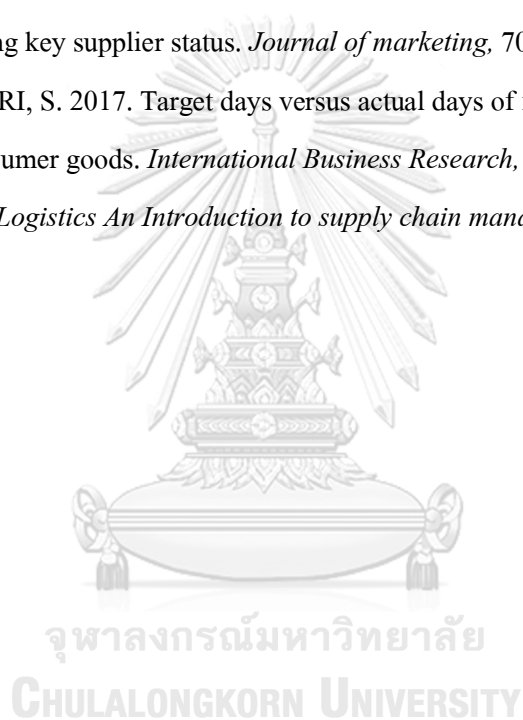 ng key supplier status. Journal of marketing, 70
RI, S. 2017. Target days versus actual days of
umer goods. International Business Research,
Logistics An Introduction to supply chain
จุฬาลงกรณ์มหาวิทยาลัย
CHULALONGKORN UNIVERSITY